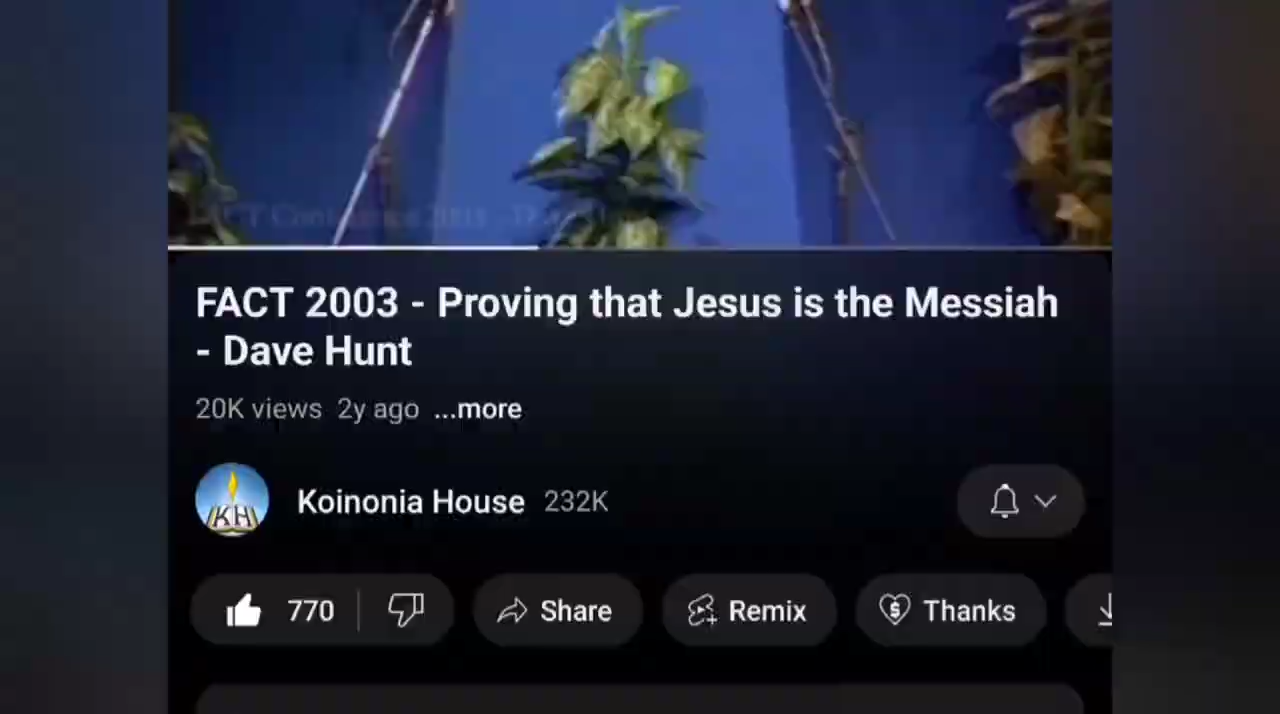 FACT 2003 - Proving that Jesus is the Messiah
- Dave Hunt
20K views 2y ago ...more
KH
Koinonia House 232K
770
Share
Remix
Thanks